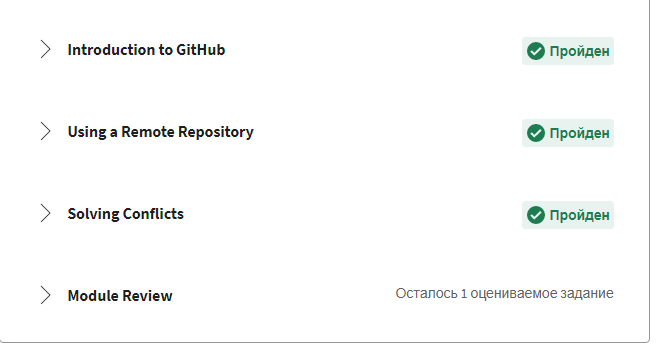 Introduction to GitHub
Пройден
Using a Remote Repository
Пройден
Solving Conflicts
Пройден
Module Review
Осталось 1 оцениваемое задание